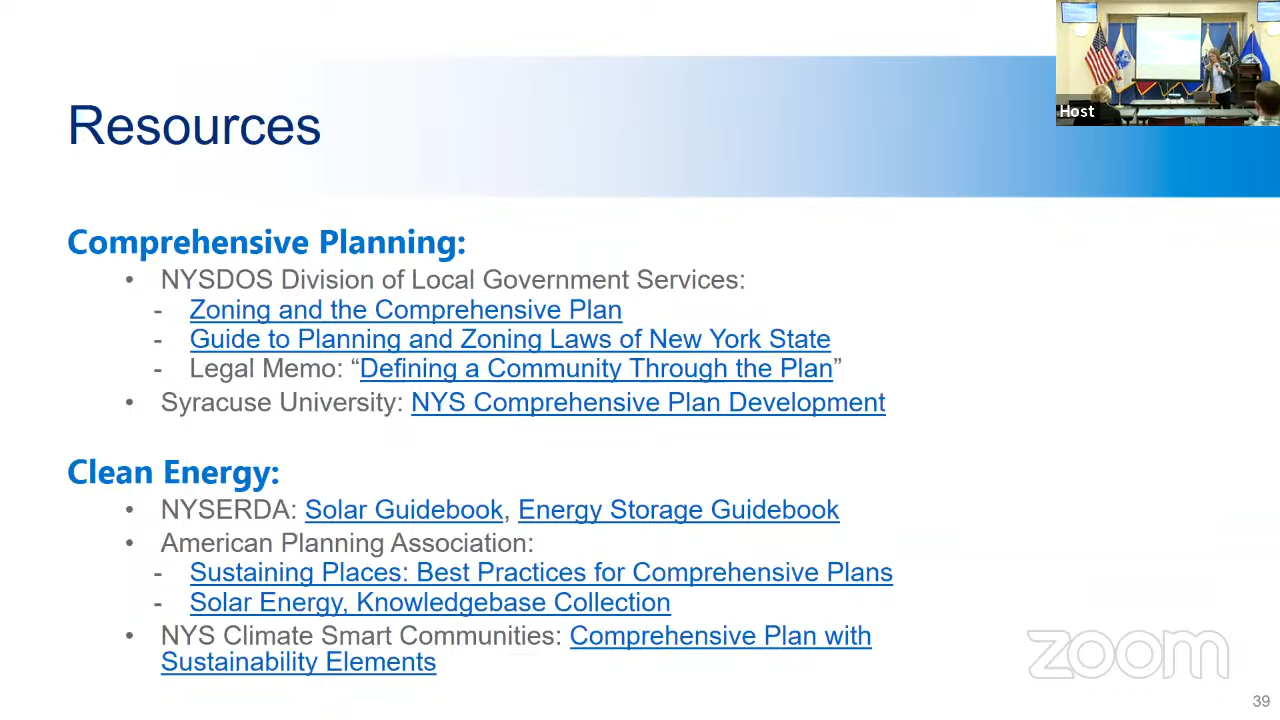 Host
Resources
Comprehensive Planning:
• NYSDOS Division of Local Government Services:
- Zoning and the Comprehensive Plan
- Guide to Planning and Zoning Laws of New York State
- Legal Memo: “Defining a Community Through the Plan”
• Syracuse University: NYS Comprehensive Plan Development
Clean Energy:
• NYSERDA: Solar Guidebook, Energy Storage Guidebook
• American Planning Association:
- Sustaining Places: Best Practices for Comprehensive Plans
- Solar Energy, Knowledgebase Collection
• NYS Climate Smart Communities: Comprehensive Plan with
Sustainability Elements
zoom
39